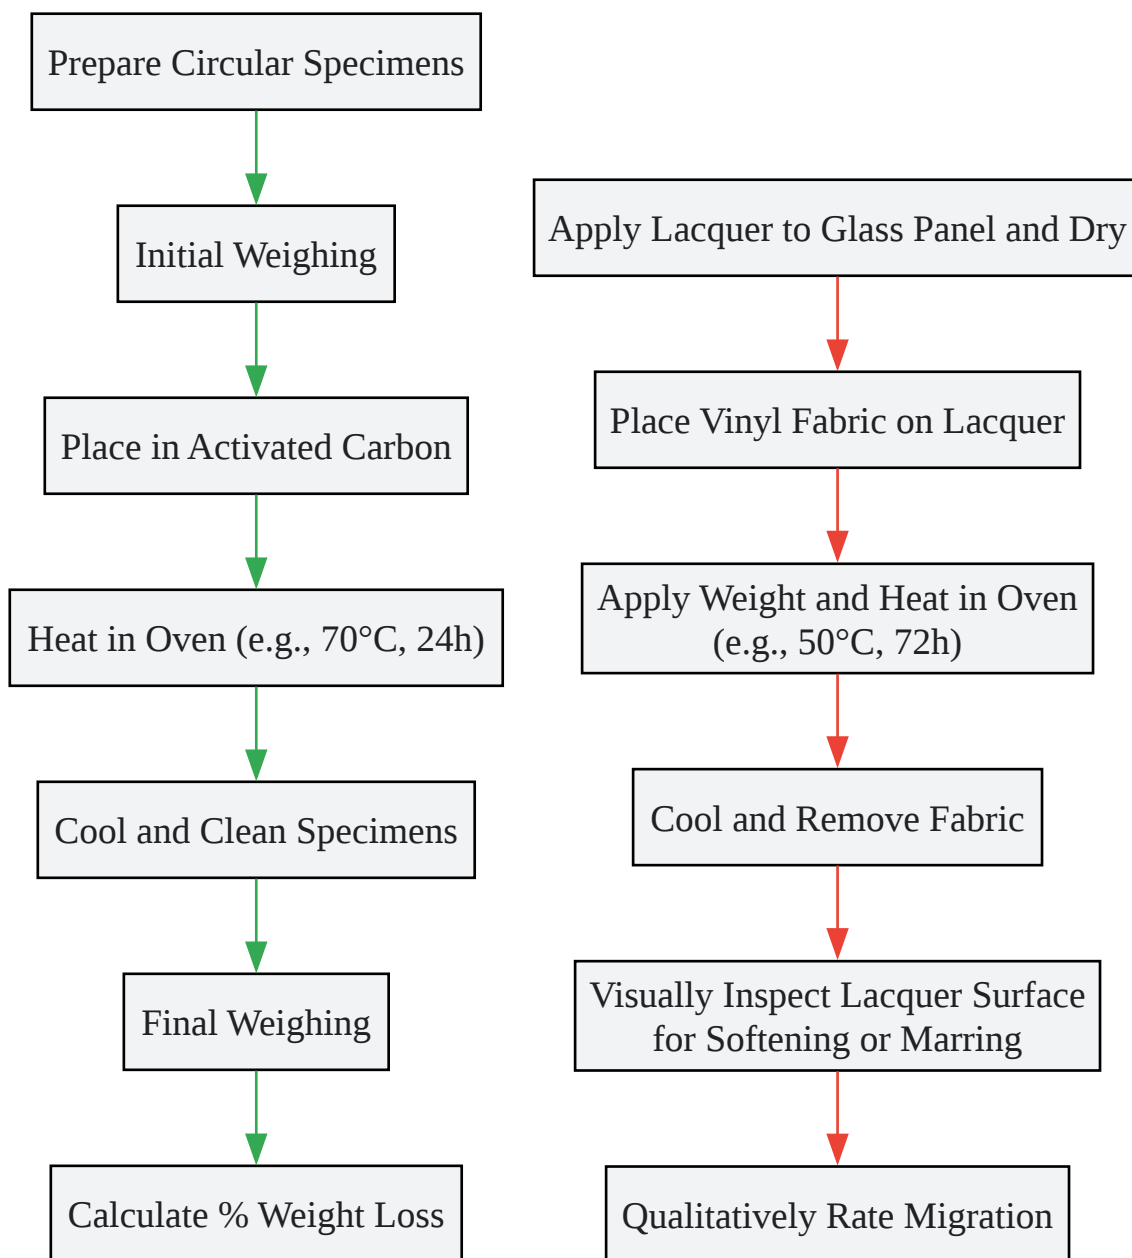 Prepare Circular Specimens
Initial Weighing
Place in Activated Carbon
Heat in Oven (e.g., 70°C, 24h)
Cool and Clean Specimens
Final Weighing
Calculate % Weight Loss
Apply Lacquer to Glass Panel and Dry
Place Vinyl Fabric on Lacquer
Apply Weight and Heat in Oven
(e.g., 50°C, 72h)
Cool and Remove Fabric
Visually Inspect Lacquer Surface
for Softening or Marring
Qualitatively Rate Migration